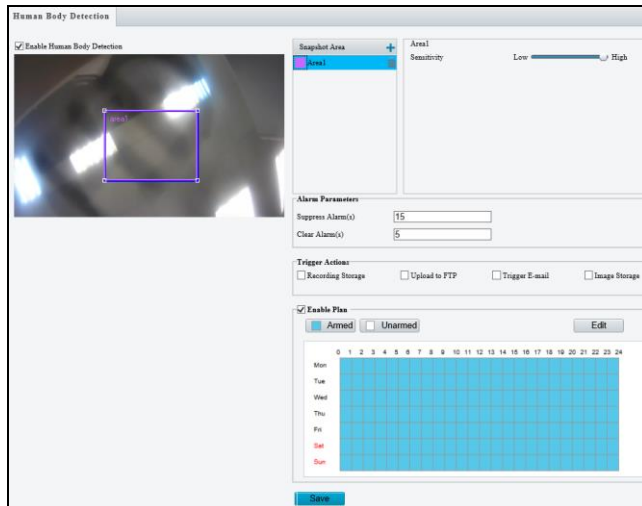 Human Body Detection
Enable Human Body Detection
area1
Snapshot Area +
Area1
Area1
Sensitivity Low High
Alarm Parameters
Suppress Alarm(s) 15
Clear Alarm(s) 5
Trigger Actions
Recording Storage Upload to FTP Trigger E-mail Image Storage
Enable Plan
Armed Unarmed Edit
0 1 2 3 4 5 6 7 8 9 10 11 12 13 14 15 16 17 18 19 20 21 22 23 24
Mon
Tue
Wed
Thu
Fri
Sat
Sun
Save